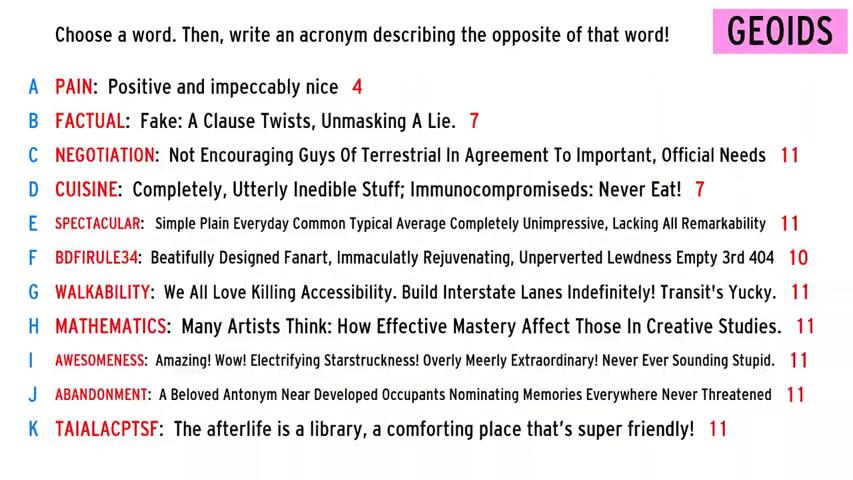 Choose a word. Then, write an acronym describing the opposite of that word!
GEOIDS
A PAIN: Positive and impeccably nice 4
B FACTUAL: Fake: A Clause Twists, Unmasking A Lie. 7
C NEGOTIATION: Not Encouraging Guys Of Terrestrial In Agreement To Important, Official Needs 11
D CUISINE: Completely, Utterly Inedible Stuff; Immunocompromiseds: Never Eat! 7
E SPECTACULAR: Simple Plain Everyday Common Typical Average Completely Unimpressive, Lacking All Remarkability 11
F BDFIRULE34: Beatifully Designed Fanart, Immaculatly Rejuvenating, Unperverted Lewdness Empty 3rd 404 10
G WALKABILITY: We All Love Killing Accessibility. Build Interstate Lanes Indefinitely! Transit's Yucky. 11
H MATHEMATICS: Many Artists Think: How Effective Mastery Affect Those In Creative Studies. 11
I AWESOMENESS: Amazing! Wow! Electrifying Starstruckness! Overly Meerly Extraordinary! Never Ever Sounding Stupid. 11
J ABANDONMENT: A Beloved Antonym Near Developed Occupants Nominating Memories Everywhere Never Threatened 11
K TAIALACPTSF: The afterlife is a library, a comforting place that's super friendly! 11